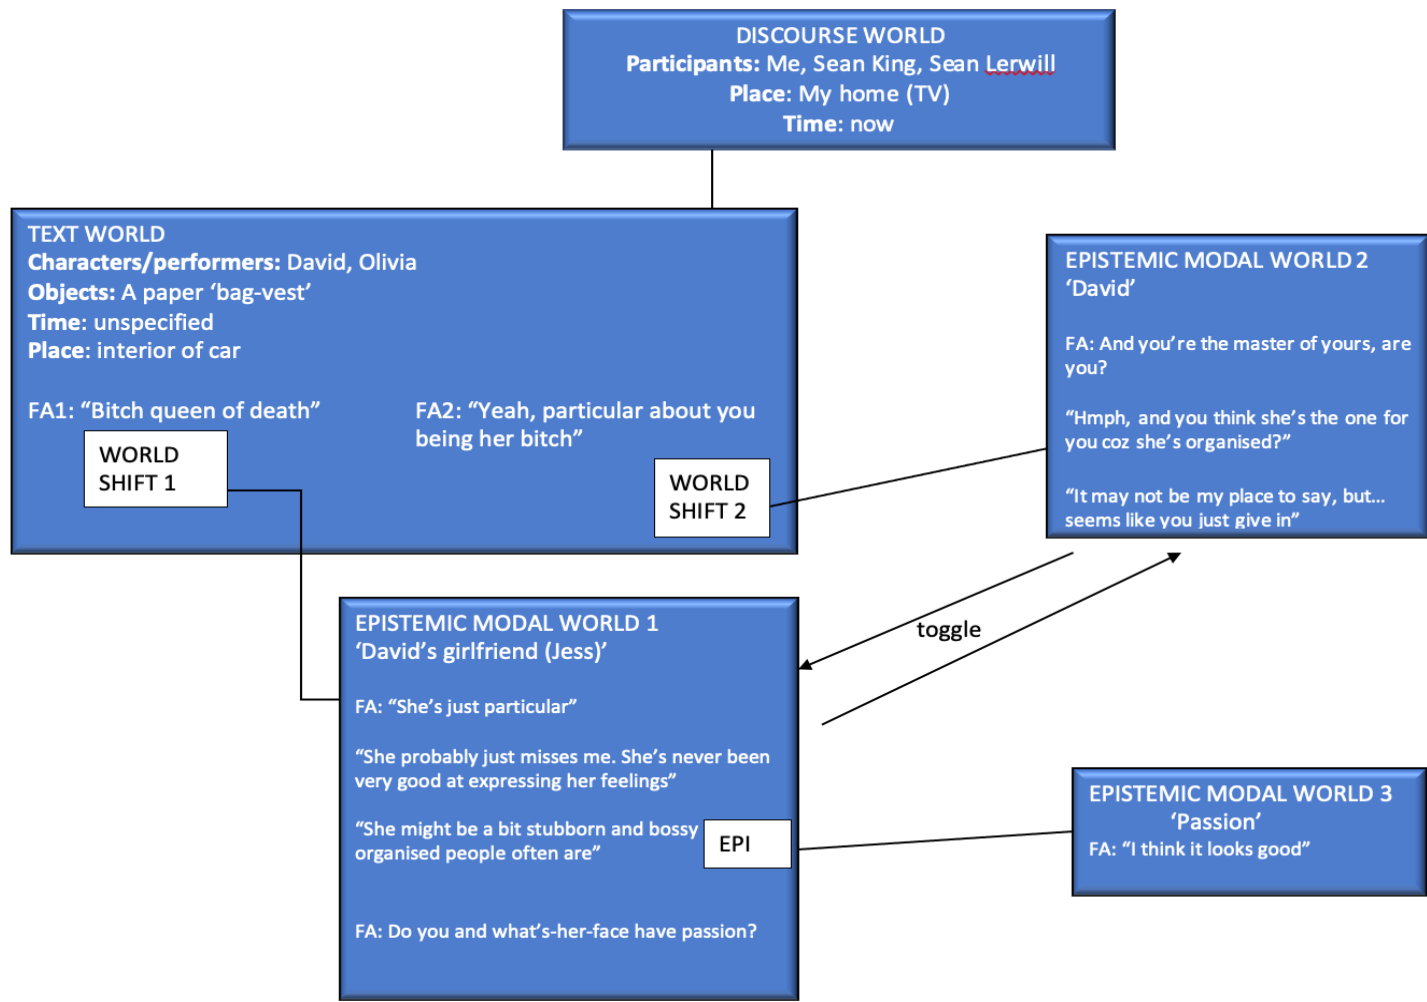 DISCOURSE WORLD
Participants: Me, Sean King, Sean Lerwill
Place: My home (TV)
Time: now
TEXT WORLD
Characters/performers: David, Olivia
Objects: A paper ‘bag-vest’
Time: unspecified
Place: interior of car
FA1: “Bitch queen of death”
WORLD
SHIFT 1
FA2: “Yeah, particular about you
being her bitch”
WORLD
SHIFT 2
EPISTEMIC MODAL WORLD 2
‘David’
FA: And you’re the master of yours, are
you?
“Hmph, and you think she’s the one for
you coz she’s organised?”
“It may not be my place to say, but…
seems like you just give in”
toggle
EPISTEMIC MODAL WORLD 1
‘David’s girlfriend (Jess)’
FA: “She’s just particular”
“She probably just misses me. She’s never been
very good at expressing her feelings”
“She might be a bit stubborn and bossy
organised people often are”
EPI
FA: Do you and what’s-her-face have passion?
EPISTEMIC MODAL WORLD 3
‘Passion’
FA: “I think it looks good”